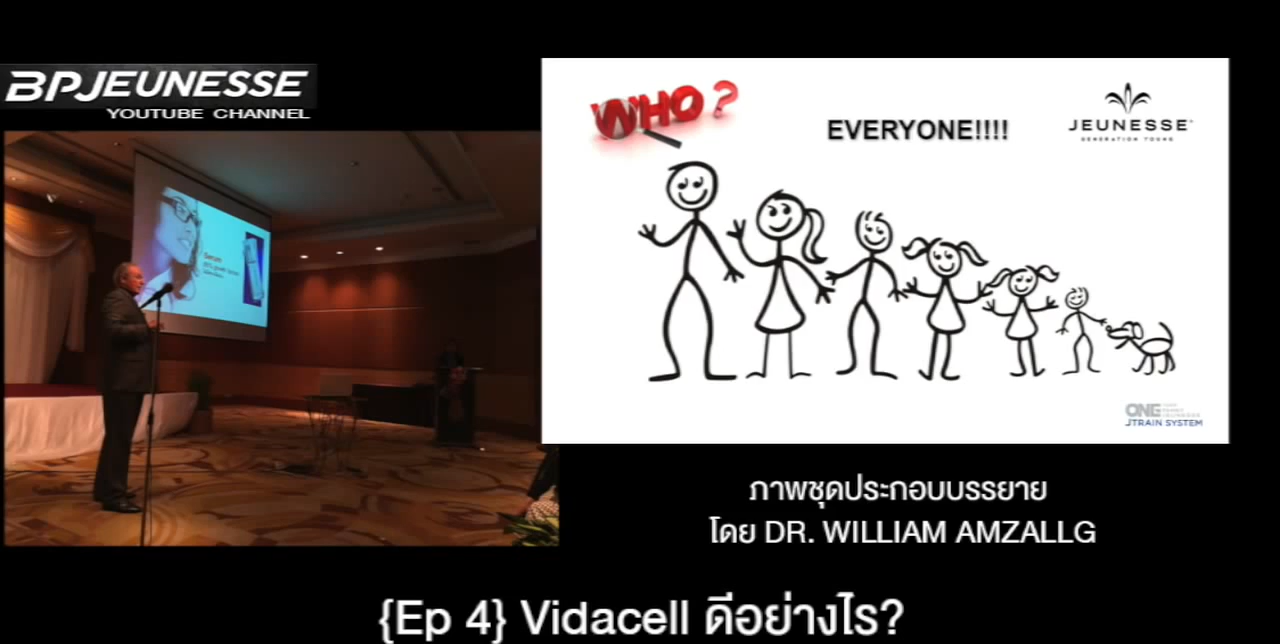 BPJEUNESSE
YOUTUBE CHANNEL
Serum
WHO?
EVERYONE!!!!
JEUNESSE
GENERATION YOUNG
ONE
JTRAIN SYSTEM
ภาพชุดประกอบบรรยาย
โดย DR. WILLIAM AMZALLG
{Ep 4} Vidacell ดีอย่างไร?